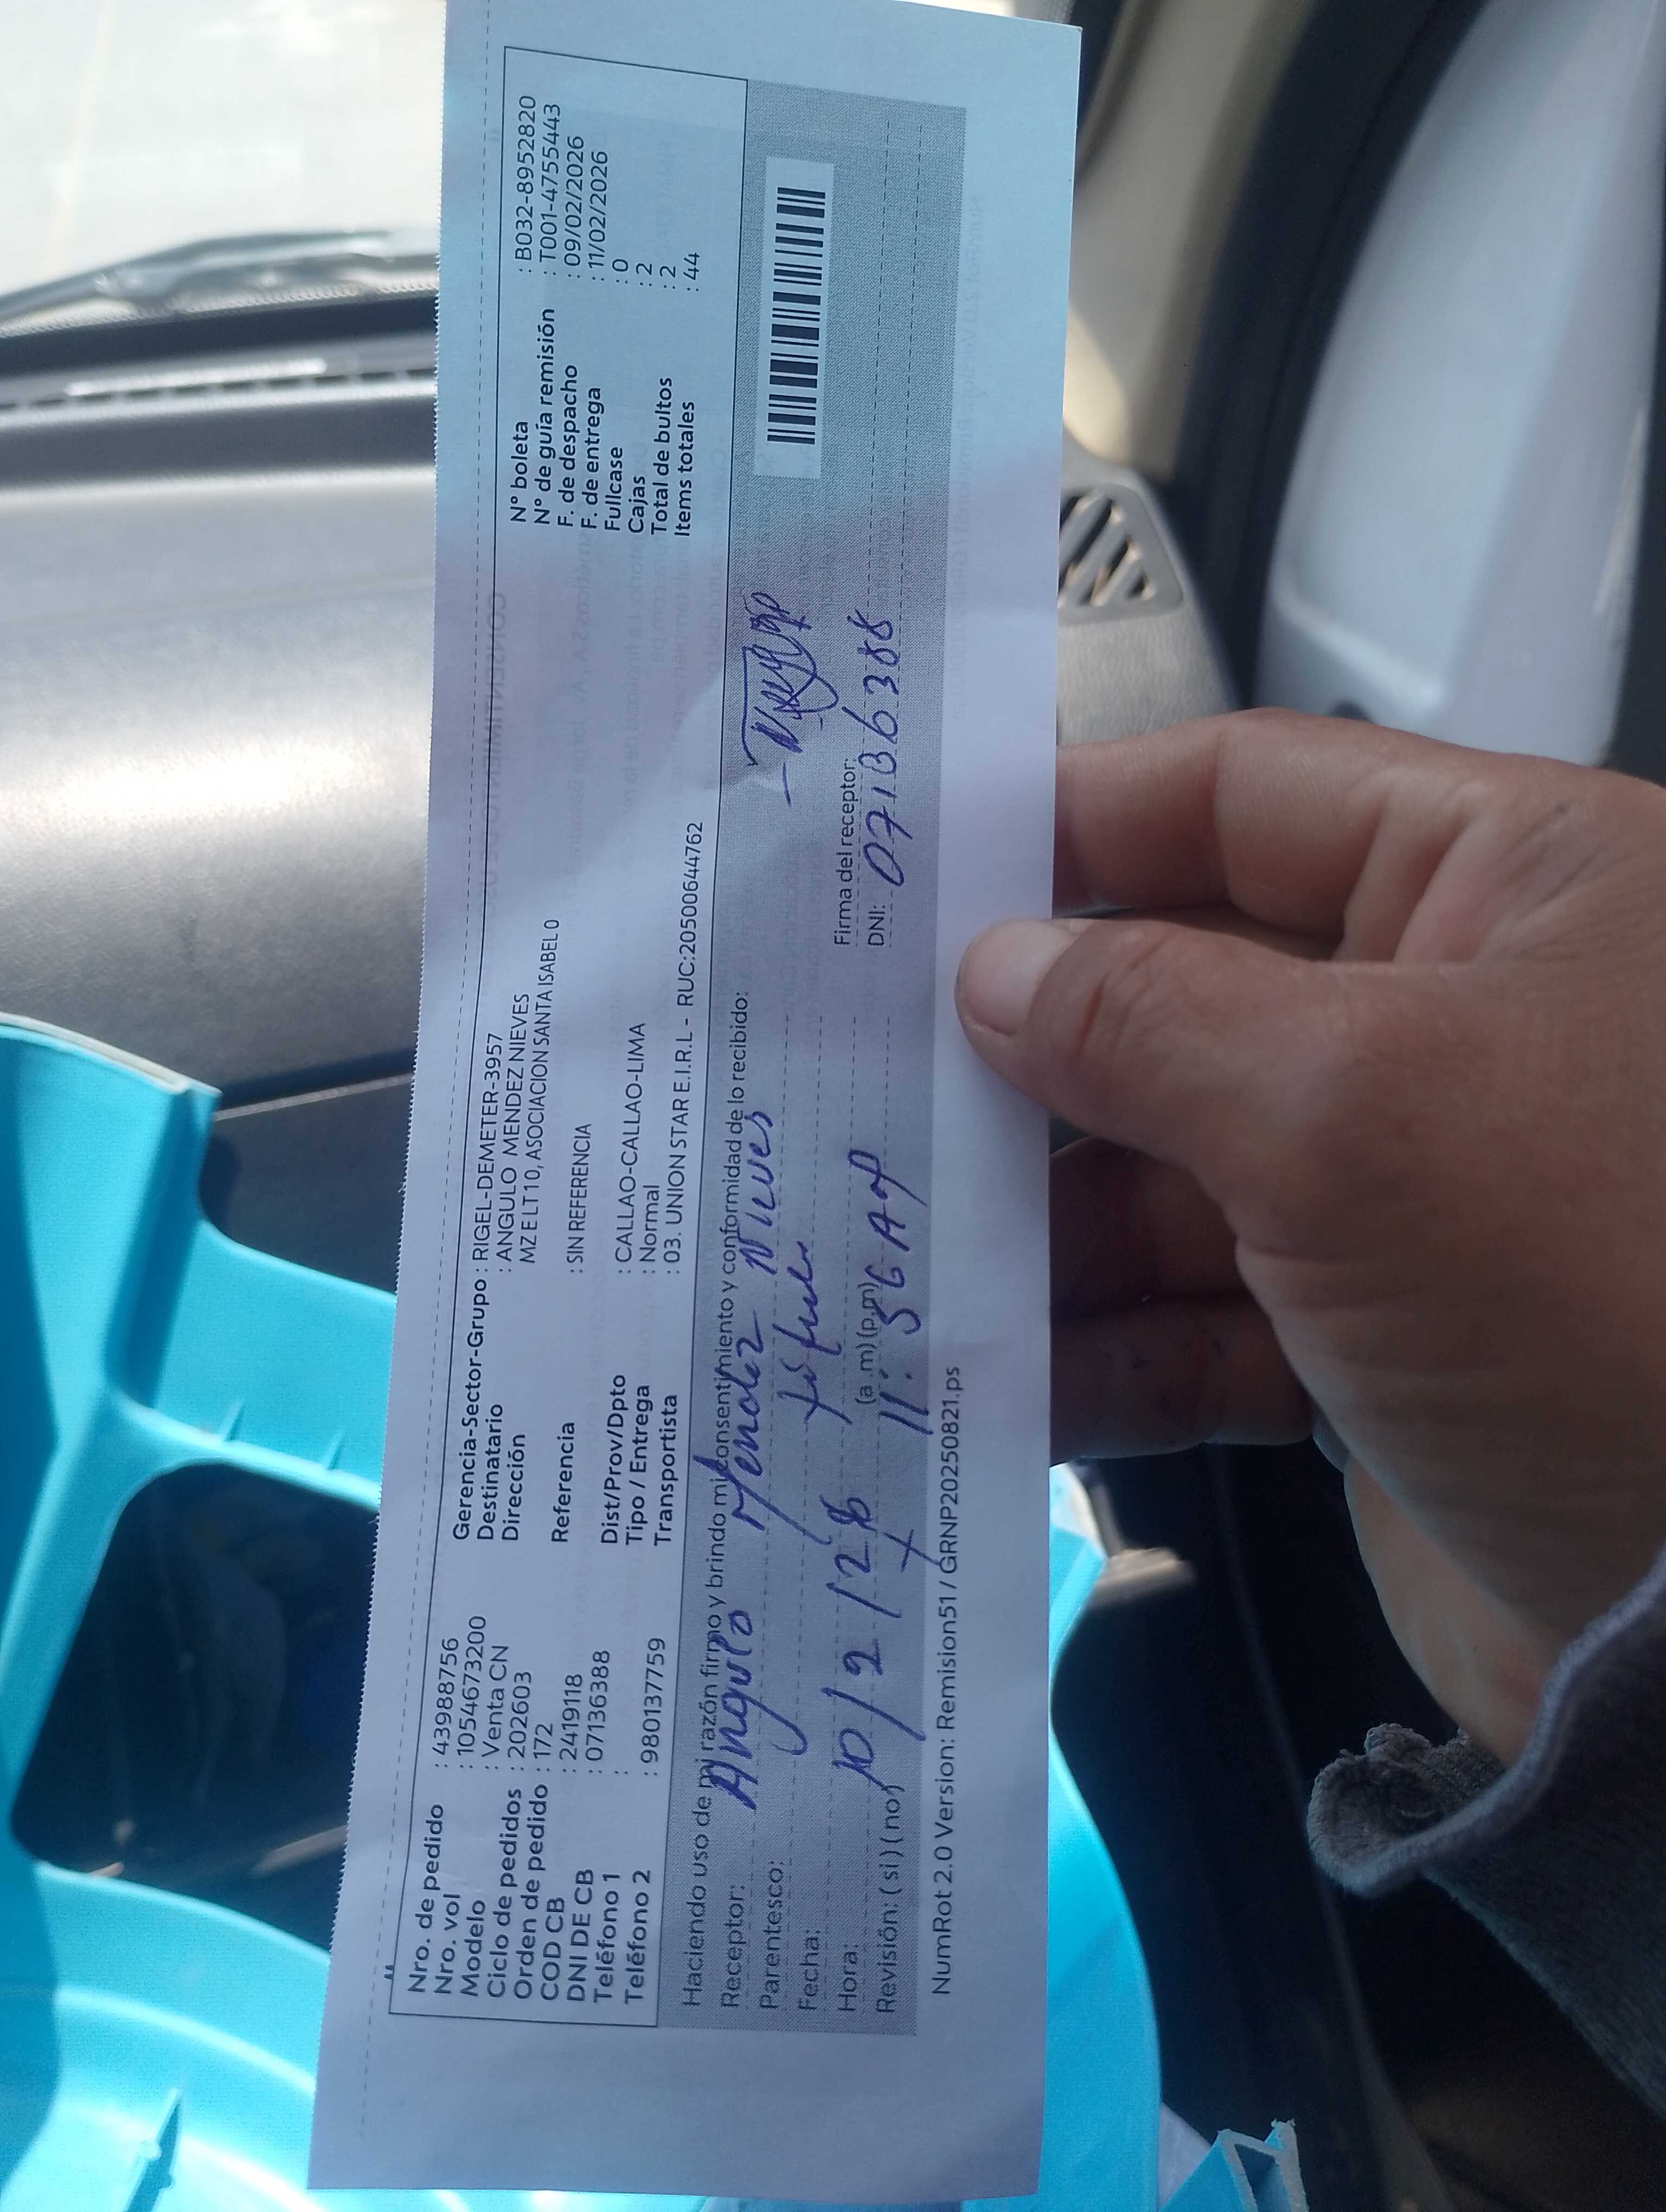 Nro. de pedido : 43988756
Nro. vol : 1054673200
Modelo : Venta CN
Ciclo de pedidos : 202603
Orden de pedido : 172
COD CB : 2419118
DNI DE CB : 07136388
Teléfono 1 :
Teléfono 2 : 980137759
Gerencia-Sector-Grupo : RIGEL-DEMETER-3957
Destinatario : ANGULO MENDEZ NIEVES
Dirección MZ E LT 10, ASOCIACION SANTA ISABEL 0
Referencia : SIN REFERENCIA
Dist/Prov/Dpto : CALLAO-CALLAO-LIMA
Tipo / Entrega : Normal
Transportista : 03. UNION STAR E.I.R.L - RUC:20500644762
N° boleta : B032-8952820
N° de guía remisión : T001-4755443
F. de despacho : 09/02/2026
F. de entrega : 11/02/2026
Fullcase : 0
Cajas : 2
Total de bultos : 2
Items totales : 44
Haciendo uso de mi razón firmo y brindo mi consentimiento y conformidad de lo recibido:
Receptor: Angulo Mendez Nieves
Parentesco:
Fecha: 10/2/26
Hora: (a.m) (p.m) 11:56
Revisión: (si) (no)
Firma del receptor:
DNI: 07136388
NumRot 2.0 Version: Remision51 / GRNP20250821.ps